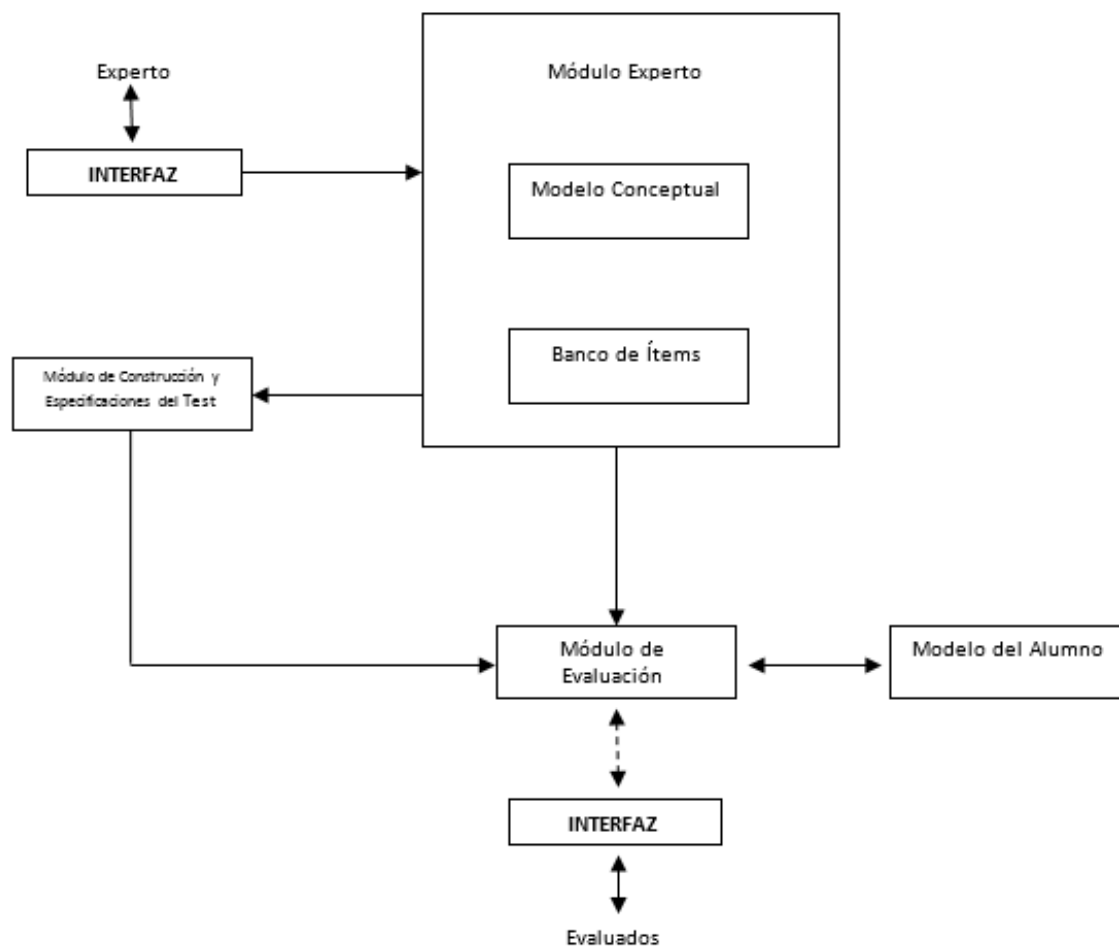 Experto
Módulo Experto
INTERFAZ
Modelo Conceptual
Banco de Ítems
Módulo de Construcción y
Especificaciones del Test
Módulo de
Evaluación
Modelo del Alumno
INTERFAZ
Evaluados